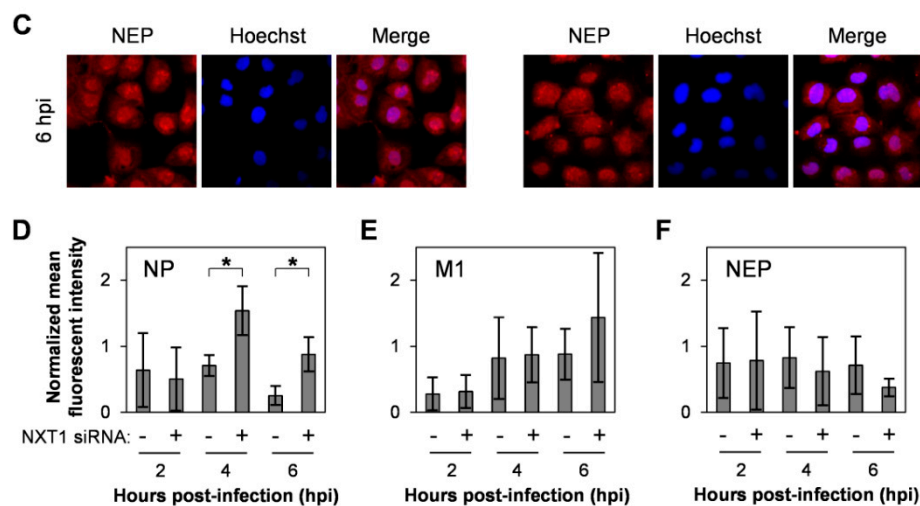 C
NEP Hoechst Merge NEP Hoechst Merge
6 hpi
D E F
Normalized mean
fluorescent intensity
NP M1 NEP
* *
2 2 2
1 1 1
0 0 0
NXT1 siRNA: - + - + - + - + - + - + - + - + - +
2 4 6 2 4 6 2 4 6
Hours post-infection (hpi) Hours post-infection (hpi) Hours post-infection (hpi)